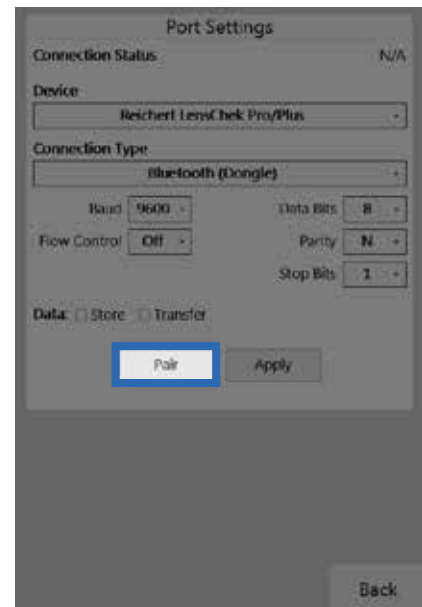 Port Settings
Connection Status N/A
Device
Reichert LensChek Pro/Plus
Connection Type
Bluetooth (Dongle)
Baud 9600 Data Bits 8
Flow Control Off Parity N
Stop Bits 1
Data: Store Transfer
Pair Apply
Back